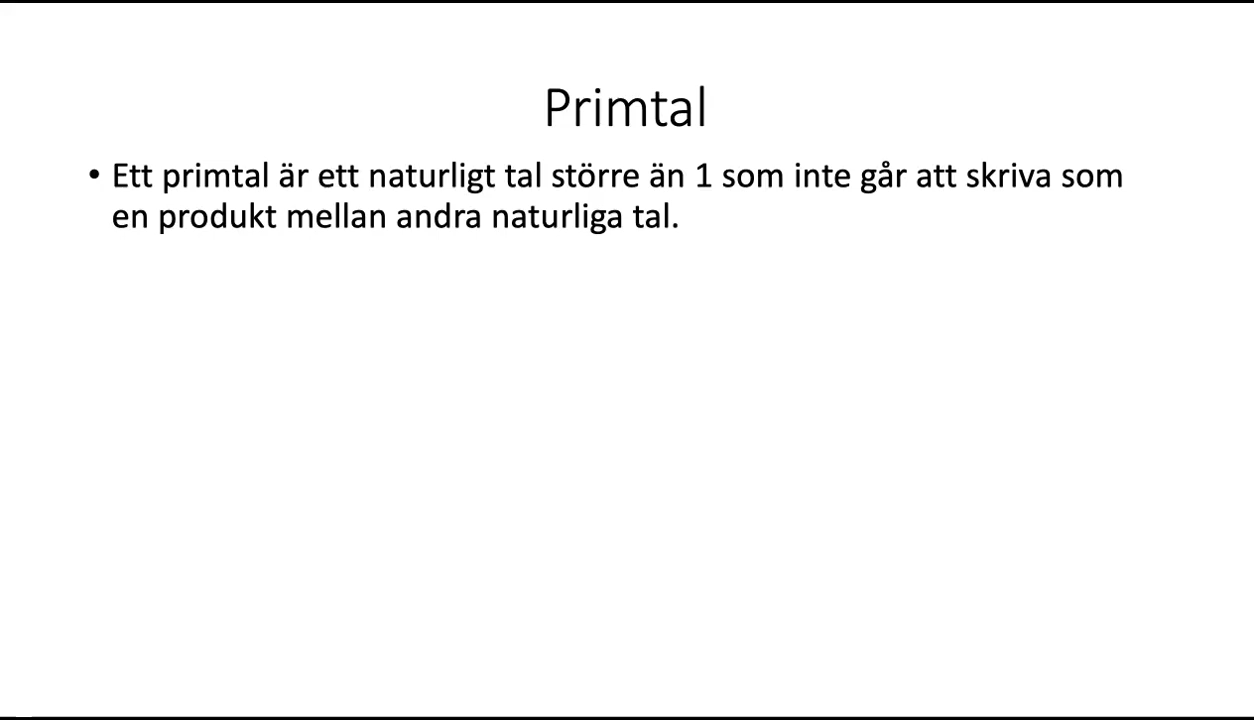 Primtal
• Ett primtal är ett naturligt tal större än 1 som inte går att skriva som
en produkt mellan andra naturliga tal.